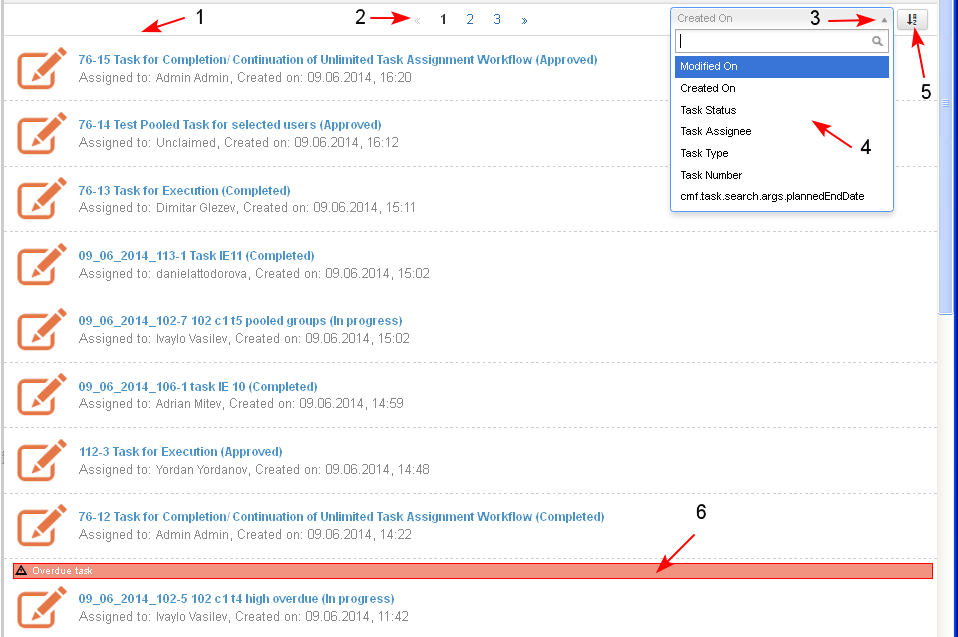 1
2
« 1 2 3 »
Created On
3
Modified On
Created On
Task Status
Task Assignee
Task Type
Task Number
cmf.task.search.args.plannedEndDate
4
5
76-15 Task for Completion/ Continuation of Unlimited Task Assignment Workflow (Approved)
Assigned to: Admin Admin, Created on: 09.06.2014, 16:20
76-14 Test Pooled Task for selected users (Approved)
Assigned to: Unclaimed, Created on: 09.06.2014, 16:12
76-13 Task for Execution (Completed)
Assigned to: Dimitar Glezev, Created on: 09.06.2014, 15:11
09_06_2014_113-1 Task IE11 (Completed)
Assigned to: danielattodorova, Created on: 09.06.2014, 15:02
09_06_2014_102-7 102 c1 t5 pooled groups (In progress)
Assigned to: Ivaylo Vasilev, Created on: 09.06.2014, 15:02
09_06_2014_106-1 task IE 10 (Completed)
Assigned to: Adrian Mitev, Created on: 09.06.2014, 14:59
112-3 Task for Execution (Approved)
Assigned to: Yordan Yordanov, Created on: 09.06.2014, 14:48
76-12 Task for Completion/ Continuation of Unlimited Task Assignment Workflow (Completed)
Assigned to: Admin Admin, Created on: 09.06.2014, 14:22
6
Overdue task
09_06_2014_102-5 102 c1 t4 high overdue (In progress)
Assigned to: Ivaylo Vasilev, Created on: 09.06.2014, 11:42